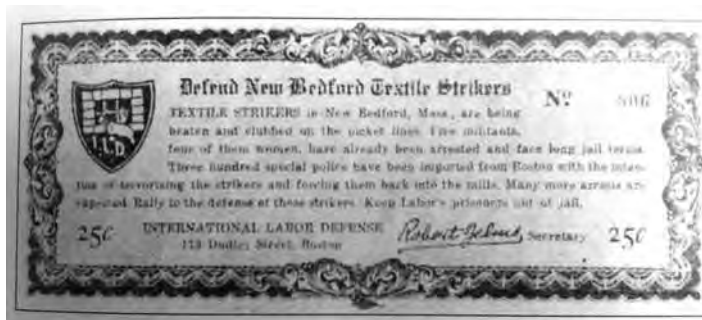 Defend New Bedford Textile Strikers
Nº
I.L.D
TEXTILE STRIKERS in New Bedford, Mass., are being
beaten and clubbed on the picket lines. Five militants,
four of them women, have already been arrested and face long jail terms.
Three hundred special police have been imported from Boston with the inten-
tion of terrorizing the strikers and forcing them back into the mills. Many more arrests are
expected. Rally to the defense of these strikers. Keep Labor's prisoners out of jail.
25¢ INTERNATIONAL LABOR DEFENSE Robert Secretary 25¢
Dudley Street, Boston